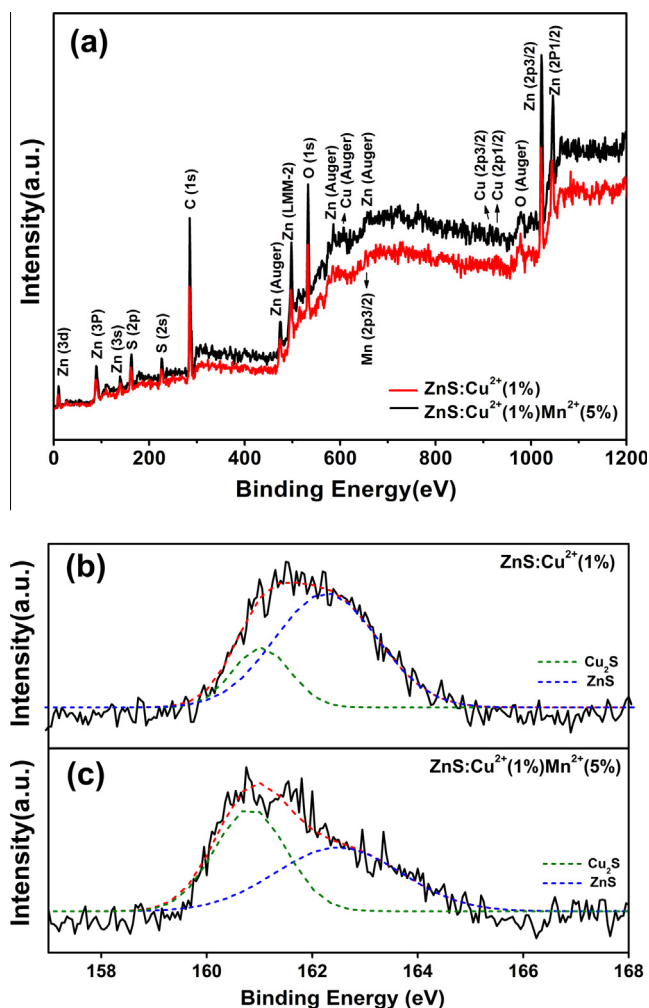 (a)
Intensity(a.u.)
Zn (3d)
Zn (3P)
Zn (3s)
S (2p)
S (2s)
C (1s)
Zn (Auger)
Zn (LMM-2)
O (1s)
Zn (Auger)
Cu (Auger)
Zn (Auger)
Mn (2p3/2)
Cu (2p3/2)
Cu (2p1/2)
O (Auger)
Zn (2p3/2)
Zn (2P1/2)
ZnS:Cu²⁺(1%)
ZnS:Cu²⁺(1%)Mn²⁺(5%)
0 200 400 600 800 1000 1200
Binding Energy(eV)
(b)
ZnS:Cu²⁺(1%)
Intensity(a.u.)
Cu₂S
ZnS
(c)
ZnS:Cu²⁺(1%)Mn²⁺(5%)
Intensity(a.u.)
Cu₂S
ZnS
158 160 162 164 166 168
Binding Energy (eV)